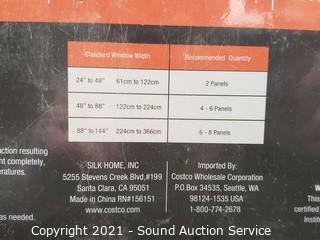 Standard Window Width
Recommended Quantity
24" to 48" 61cm to 122cm
2 Panels
48" to 88" 122cm to 224cm
4 - 6 Panels
88" to 144" 224cm to 366cm
6 - 8 Panels
action resulting
t completely,
eratures.
SILK HOME, INC
5255 Stevens Creek Blvd,#199
Santa Clara, CA 95051
Made in China RN#156151
www.costco.com
Imported By:
Costco Wholesale Corporation
P.O.Box 34535, Seattle, WA
98124-1535 USA
1-800-774-2678
as needed.
W
This
certified
Institut
Copyright 2021 - Sound Auction Service